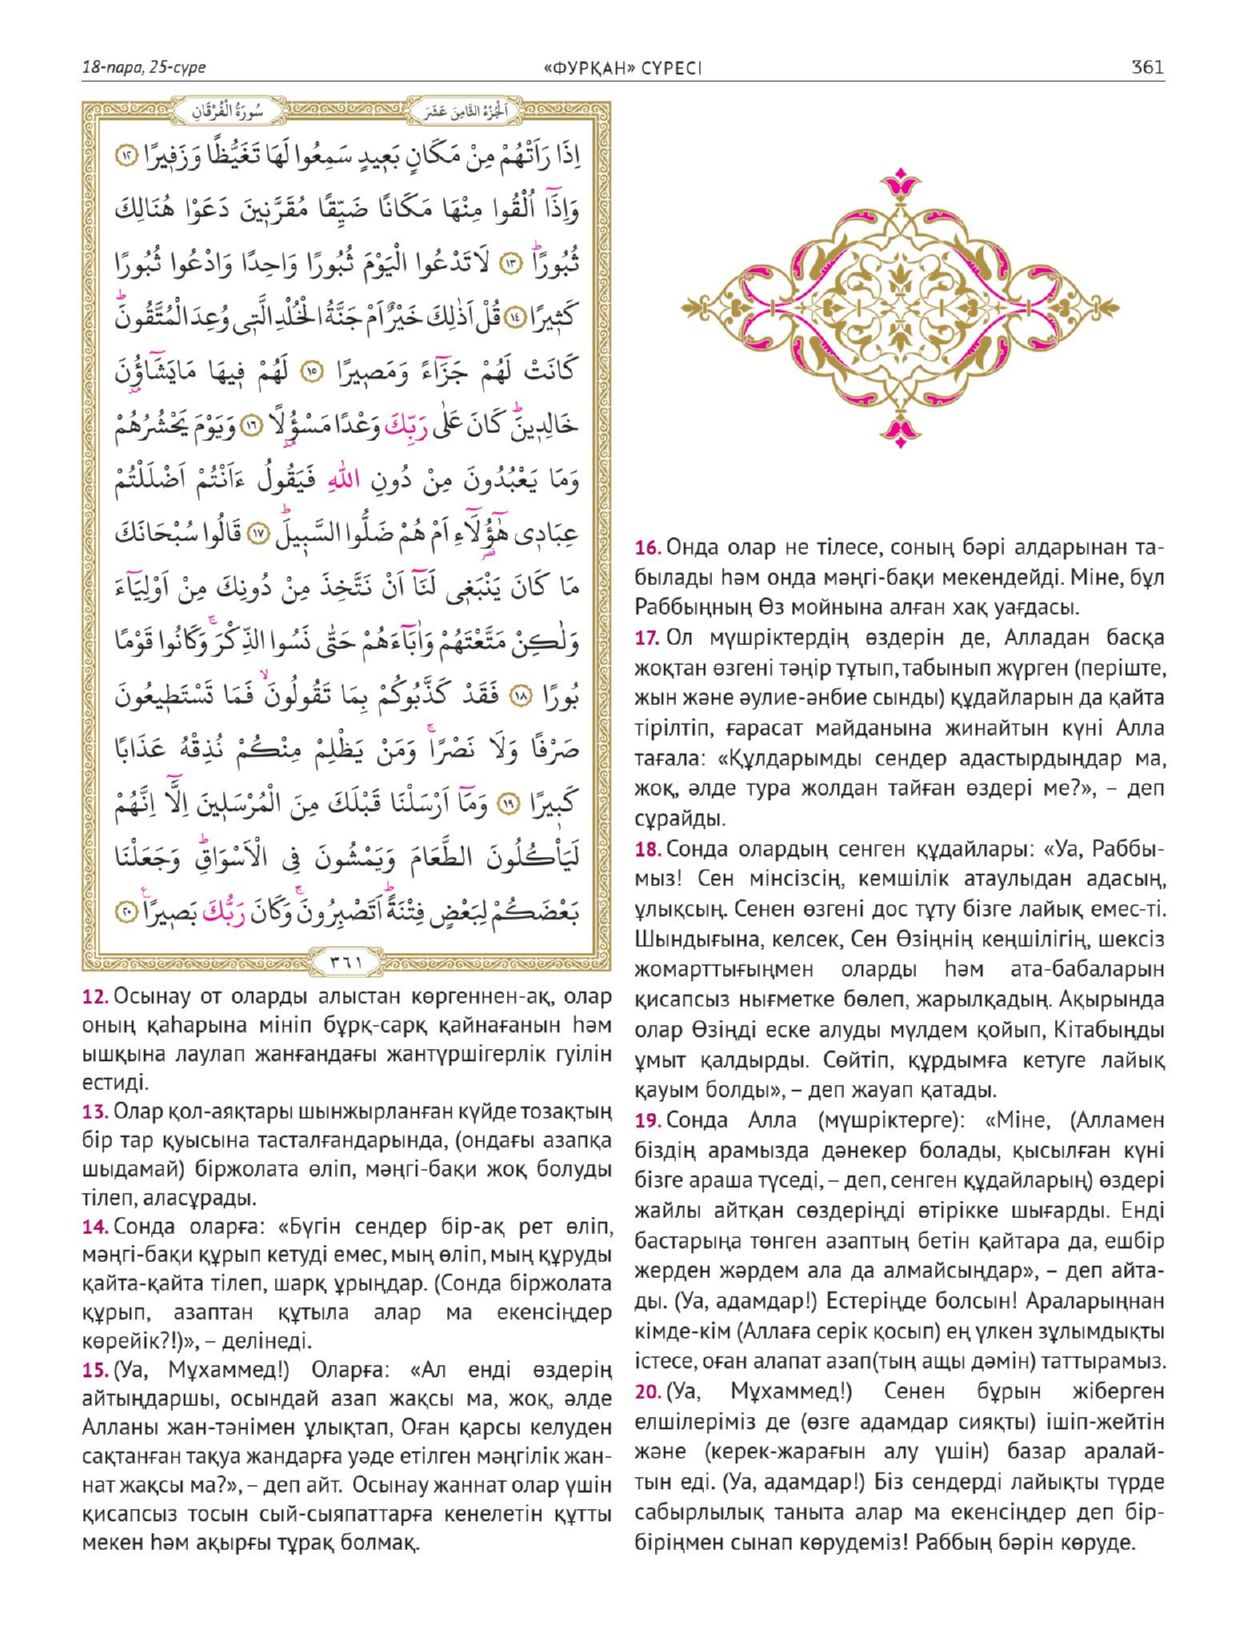 18-пара, 25-сүре
«ФУРҚАН» СҮРЕСІ
361
اَلْجُزْءُ الثَّامِنَ عَشَرَ
سُورَةُ الْفُرْقَانِ
اِذَا رَاَتْهُمْ مِنْ مَكَانٍ بَعٖيدٍ سَمِعُوا لَهَا تَغَيُّظًا وَزَفٖيرًا ﴿١٢﴾
وَاِذَٓا اُلْقُوا مِنْهَا مَكَانًا ضَيِّقًا مُقَرَّنٖينَ دَعَوْا هُنَالِكَ
ثُبُورًاؕ ﴿١٣﴾ لَا تَدْعُوا الْيَوْمَ ثُبُورًا وَاحِدًا وَادْعُوا ثُبُورًا
كَثٖيرًا ﴿١٤﴾ قُلْ اَذٰلِكَ خَيْرٌ اَمْ جَنَّةُ الْخُلْدِ الَّتٖى وُعِدَ الْمُتَّقُونَؕ
كَانَتْ لَهُمْ جَزَٓاءً وَمَصٖيرًا ﴿١٥﴾ لَهُمْ فٖيهَا مَا يَشَٓاؤُ۫نَ
خَالِدٖينَؕ كَانَ عَلٰى رَبِّكَ وَعْدًا مَسْؤُ۫لًا ﴿١٦﴾ وَيَوْمَ يَحْشُرُهُمْ
وَمَا يَعْبُدُونَ مِنْ دُونِ اللّٰهِ فَيَقُولُ ءَاَنْتُمْ اَضْلَلْتُمْ
عِبَادٖى هٰٓؤُ۬لَٓاءِ اَمْ هُمْ ضَلُّوا السَّبٖيلَؕ ﴿١٧﴾ قَالُوا سُبْحَانَكَ
مَا كَانَ يَنْبَغٖى لَنَٓا اَنْ نَتَّخِذَ مِنْ دُونِكَ مِنْ اَوْلِيَٓاءَ
وَلٰكِنْ مَتَّعْتَهُمْ وَاٰبَٓاءَهُمْ حَتّٰى نَسُوا الذِّكْرَۚ وَكَانُوا قَوْمًا
بُورًا ﴿١٨﴾ فَقَدْ كَذَّبُوكُمْ بِمَا تَقُولُونَۙ فَمَا تَسْتَطٖيعُونَ
صَرْفًا وَلَا نَصْرًاۚ وَمَنْ يَظْلِمْ مِنْكُمْ نُذِقْهُ عَذَابًا
كَبٖيرًا ﴿١٩﴾ وَمَٓا اَرْسَلْنَا قَبْلَكَ مِنَ الْمُرْسَلٖينَ اِلَّٓا اِنَّهُمْ
لَيَاْكُلُونَ الطَّعَامَ وَيَمْشُونَ فِى الْاَسْوَاقِؕ وَجَعَلْنَا
بَعْضَكُمْ لِبَعْضٍ فِتْنَةًؕ اَتَصْبِرُونَۚ وَكَانَ رَبُّكَ بَصٖيرًا ﴿٢٠﴾
٣٦١
12. Осынау от оларды алыстан көргеннен-ақ, олар
оның қаһарына мініп бұрқ-сарқ қайнағанын һәм
ышқына лаулап жанғандағы жантүршігерлік гуілін
естиді.
13. Олар қол-аяқтары шынжырланған күйде тозақтың
бір тар қуысына тасталғандарында, (ондағы азапқа
шыдамай) біржолата өліп, мәңгі-бақи жоқ болуды
тілеп, аласұрады.
14. Сонда оларға: «Бүгін сендер бір-ақ рет өліп,
мәңгі-бақи құрып кетуді емес, мың өліп, мың құруды
қайта-қайта тілеп, шарқ ұрыңдар. (Сонда біржолата
құрып, азаптан құтыла алар ма екенсіңдер
көрейік?!)», – делінеді.
15. (Уа, Мұхаммед!) Оларға: «Ал енді өздерің
айтыңдаршы, осындай азап жақсы ма, жоқ, әлде
Алланы жан-тәнімен ұлықтап, Оған қарсы келуден
сақтанған тақуа жандарға уәде етілген мәңгілік жан-
нат жақсы ма?», – деп айт. Осынау жаннат олар үшін
қисапсыз тосын сый-сыяпаттарға кенелетін құтты
мекен һәм ақырғы тұрақ болмақ.
16. Онда олар не тілесе, соның бәрі алдарынан та-
былады һәм онда мәңгі-бақи мекендейді. Міне, бұл
Раббыңның Өз мойнына алған хақ уағдасы.
17. Ол мүшріктердің өздерін де, Алладан басқа
жоқтан өзгені тәңір тұтып, табынып жүрген (періште,
жын және әулие-әнбие сынды) құдайларын да қайта
тірілтіп, ғарасат майданына жинайтын күні Алла
тағала: «Құлдарымды сендер адастырдыңдар ма,
жоқ, әлде тура жолдан тайған өздері ме?», – деп
сұрайды.
18. Сонда олардың сенген құдайлары: «Уа, Раббы-
мыз! Сен мінсізсің, кемшілік атаулыдан адасың,
ұлықсың. Сенен өзгені дос тұту бізге лайық емес-ті.
Шындығына, келсек, Сен Өзіңнің кеңшілігің, шексіз
жомарттығыңмен оларды һәм ата-бабаларын
қисапсыз нығметке бөлеп, жарылқадың. Ақырында
олар Өзіңді еске алуды мүлдем қойып, Кітабыңды
ұмыт қалдырды. Сөйтіп, құрдымға кетуге лайық
қауым болды», – деп жауап қатады.
19. Сонда Алла (мүшріктерге): «Міне, (Алламен
біздің арамызда дәнекер болады, қысылған күні
бізге араша түседі, – деп, сенген құдайларың) өздері
жайлы айтқан сөздеріңді өтірікке шығарды. Енді
бастарыңа төнген азаптың бетін қайтара да, ешбір
жерден жәрдем ала да алмайсыңдар», – деп айта-
ды. (Уа, адамдар!) Естеріңде болсын! Араларыңнан
кімде-кім (Аллаға серік қосып) ең үлкен зұлымдықты
істесе, оған алапат азап(тың ащы дәмін) таттырамыз.
20. (Уа, Мұхаммед!) Сенен бұрын жіберген
елшілеріміз де (өзге адамдар сияқты) ішіп-жейтін
және (керек-жарағын алу үшін) базар аралай-
тын еді. (Уа, адамдар!) Біз сендерді лайықты түрде
сабырлылық таныта алар ма екенсіңдер деп бір-
біріңмен сынап көрудеміз! Раббың бәрін көруде.